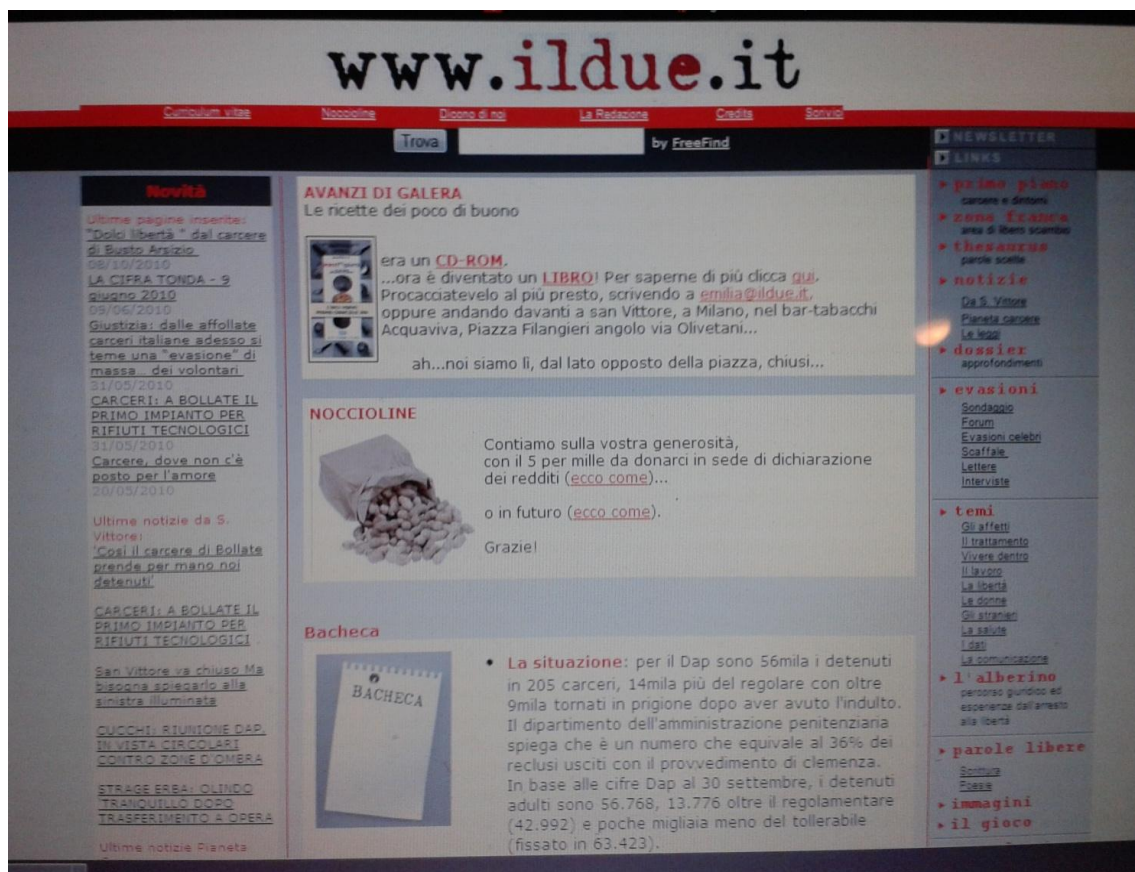 www.ildue.it
Curriculum vitae
Noccioline
Dicono di noi
La Redazione
Credits
Scrivici
Trova
by FreeFind
NEWSLETTER
LINKS
Novità
Ultime pagine inserite:
"Dolci libertà " dal carcere
di Busto Arsizio
08/10/2010
LA CIFRA TONDA - 9
giugno 2010
09/06/2010
Giustizia: dalle affollate
carceri italiane adesso si
teme una "evasione" di
massa... dei volontari
31/05/2010
CARCERI: A BOLLATE IL
PRIMO IMPIANTO PER
RIFIUTI TECNOLOGICI
31/05/2010
Carcere, dove non c'è
posto per l'amore
20/05/2010
Ultime notizie da S.
Vittore:
'Così il carcere di Bollate
prende per mano noi
detenuti'
CARCERI: A BOLLATE IL
PRIMO IMPIANTO PER
RIFIUTI TECNOLOGICI
San Vittore va chiuso Ma
bisogna spiegarlo alla
sinistra illuminata
CUCCHI: RIUNIONE DAP,
IN VISTA CIRCOLARI
CONTRO ZONE D'OMBRA
STRAGE ERBA: OLINDO
'TRANQUILLO DOPO
TRASFERIMENTO A OPERA
Ultime notizie Pianeta
AVANZI DI GALERA
Le ricette dei poco di buono
era un CD-ROM.
...ora è diventato un LIBRO! Per saperne di più clicca qui.
Procacciatevelo al più presto, scrivendo a emilia@ildue.it,
oppure andando davanti a san Vittore, a Milano, nel bar-tabacchi
Acquaviva, Piazza Filangieri angolo via Olivetani...
ah...noi siamo lì, dal lato opposto della piazza, chiusi...
NOCCIOLINE
Contiamo sulla vostra generosità,
con il 5 per mille da donarci in sede di dichiarazione
dei redditi (ecco come)...
o in futuro (ecco come).
Grazie!
Bacheca
BACHECA
• La situazione: per il Dap sono 56mila i detenuti
in 205 carceri, 14mila più del regolare con oltre
9mila tornati in prigione dopo aver avuto l'indulto.
Il dipartimento dell'amministrazione penitenziaria
spiega che è un numero che equivale al 36% dei
reclusi usciti con il provvedimento di clemenza.
In base alle cifre Dap al 30 settembre, i detenuti
adulti sono 56.768, 13.776 oltre il regolamentare
(42.992) e poche migliaia meno del tollerabile
(fissato in 63.423).
primo piano
carcere e dintorni
zona franca
area di libero scambio
thesaurus
parole scelte
notizie
Da S. Vittore
Pianeta carcere
Le leggi
dossier
approfondimenti
evasioni
Sondaggio
Forum
Evasioni celebri
Scaffale
Lettere
Interviste
temi
Gli affetti
Il trattamento
Vivere dentro
Il lavoro
La libertà
Le donne
Gli stranieri
La salute
I dati
La comunicazione
l'alberino
percorso giuridico ed
esperienze dall'arresto
alla libertà
parole libere
Scrittura
Poesie
immagini
il gioco